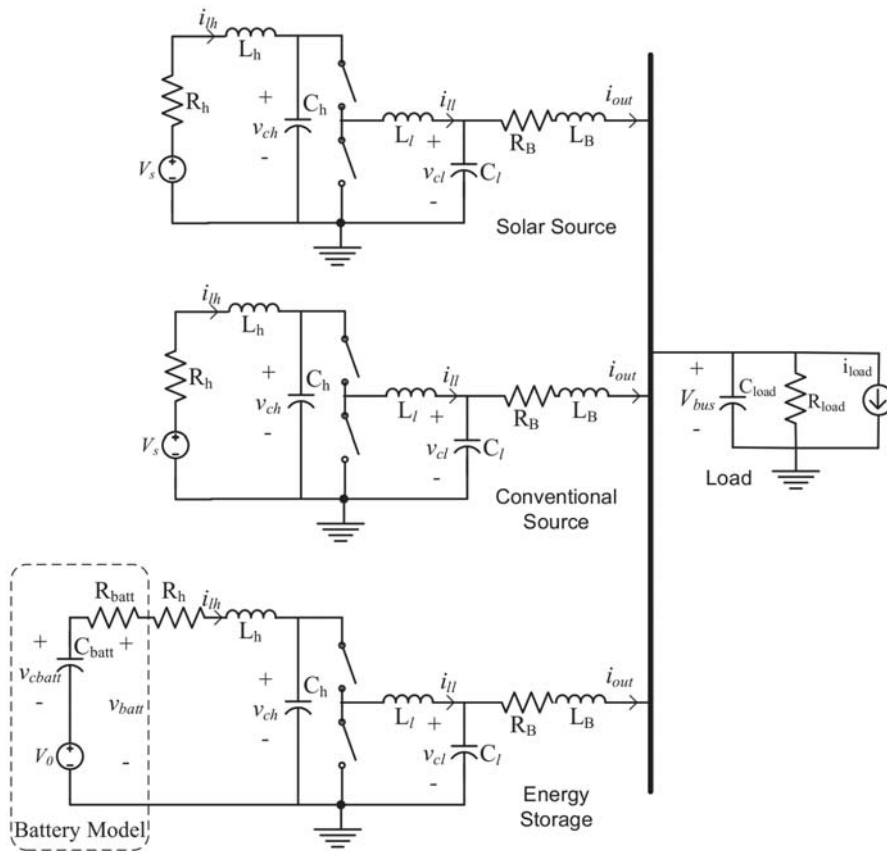 i_lh
L_h
R_h
+
C_h
v_ch
-
V_s
i_ll
L_l
+
v_cl
-
C_l
R_B
L_B
i_out
Solar Source
i_lh
L_h
R_h
+
C_h
v_ch
-
V_s
i_ll
L_l
+
v_cl
-
C_l
R_B
L_B
i_out
Conventional
Source
+
V_bus
-
C_load
R_load
i_load
Load
R_batt
R_h
i_lh
L_h
+
C_batt
+
v_cbatt
-
v_batt
V_0
-
+
C_h
v_ch
-
i_ll
L_l
+
v_cl
-
C_l
R_B
L_B
i_out
Energy
Storage
Battery Model